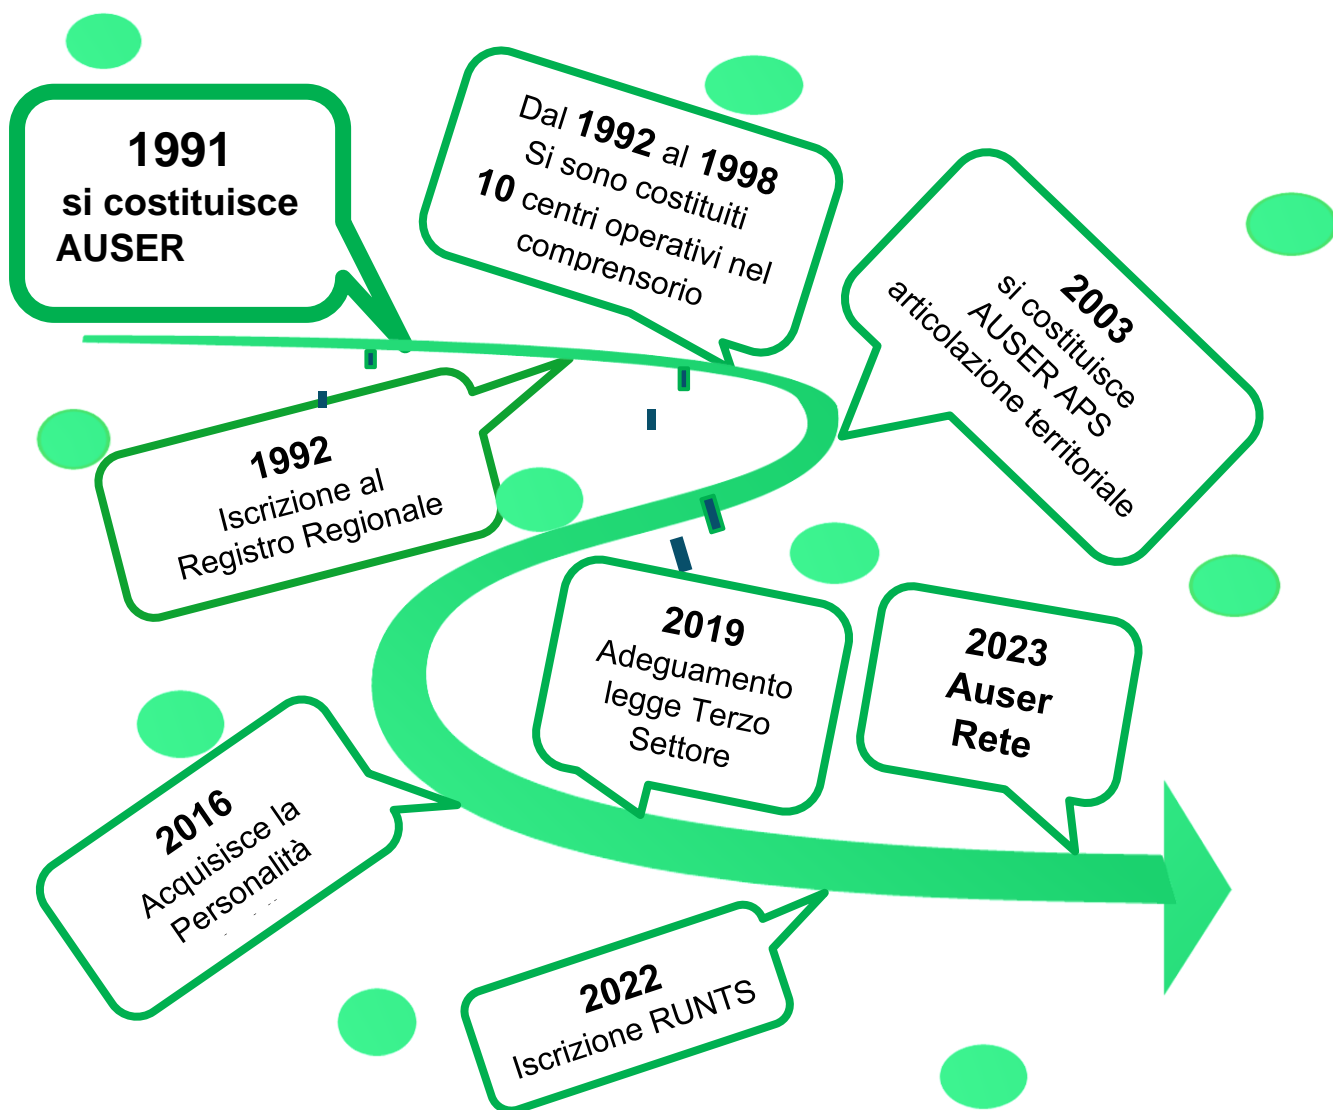 1991
si costituisce
AUSER
Dal 1992 al 1998
Si sono costituiti
10 centri operativi nel
comprensorio
2003
si costituisce
AUSER APS
articolazione territoriale
1992
Iscrizione al
Registro Regionale
2019
Adeguamento
legge Terzo
Settore
2023
Auser
Rete
2016
Acquisisce la
Personalità
2022
Iscrizione RUNTS